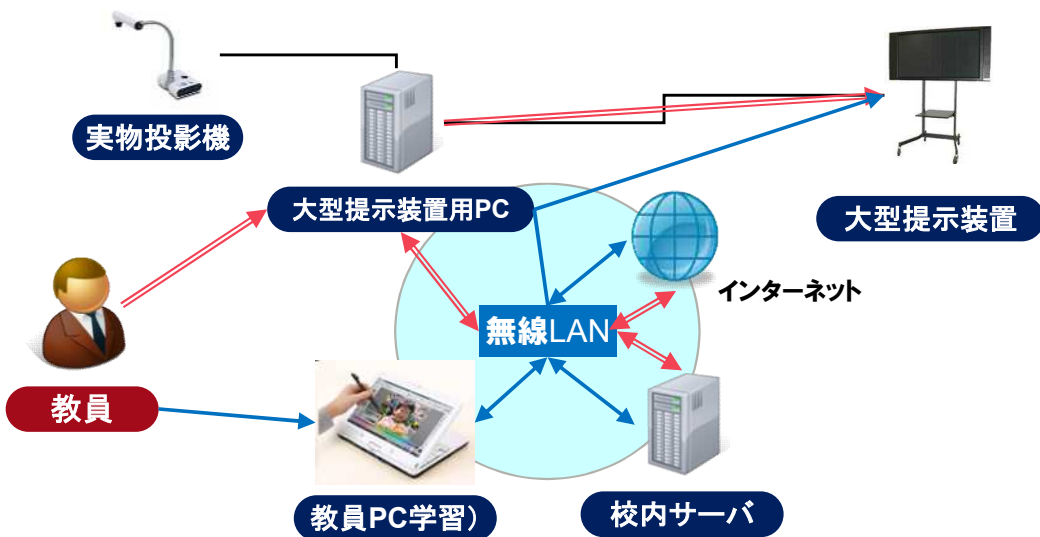 実物投影機
大型提示装置用PC
大型提示装置
インターネット
無線LAN
教員
教員PC学習）
校内サーバ